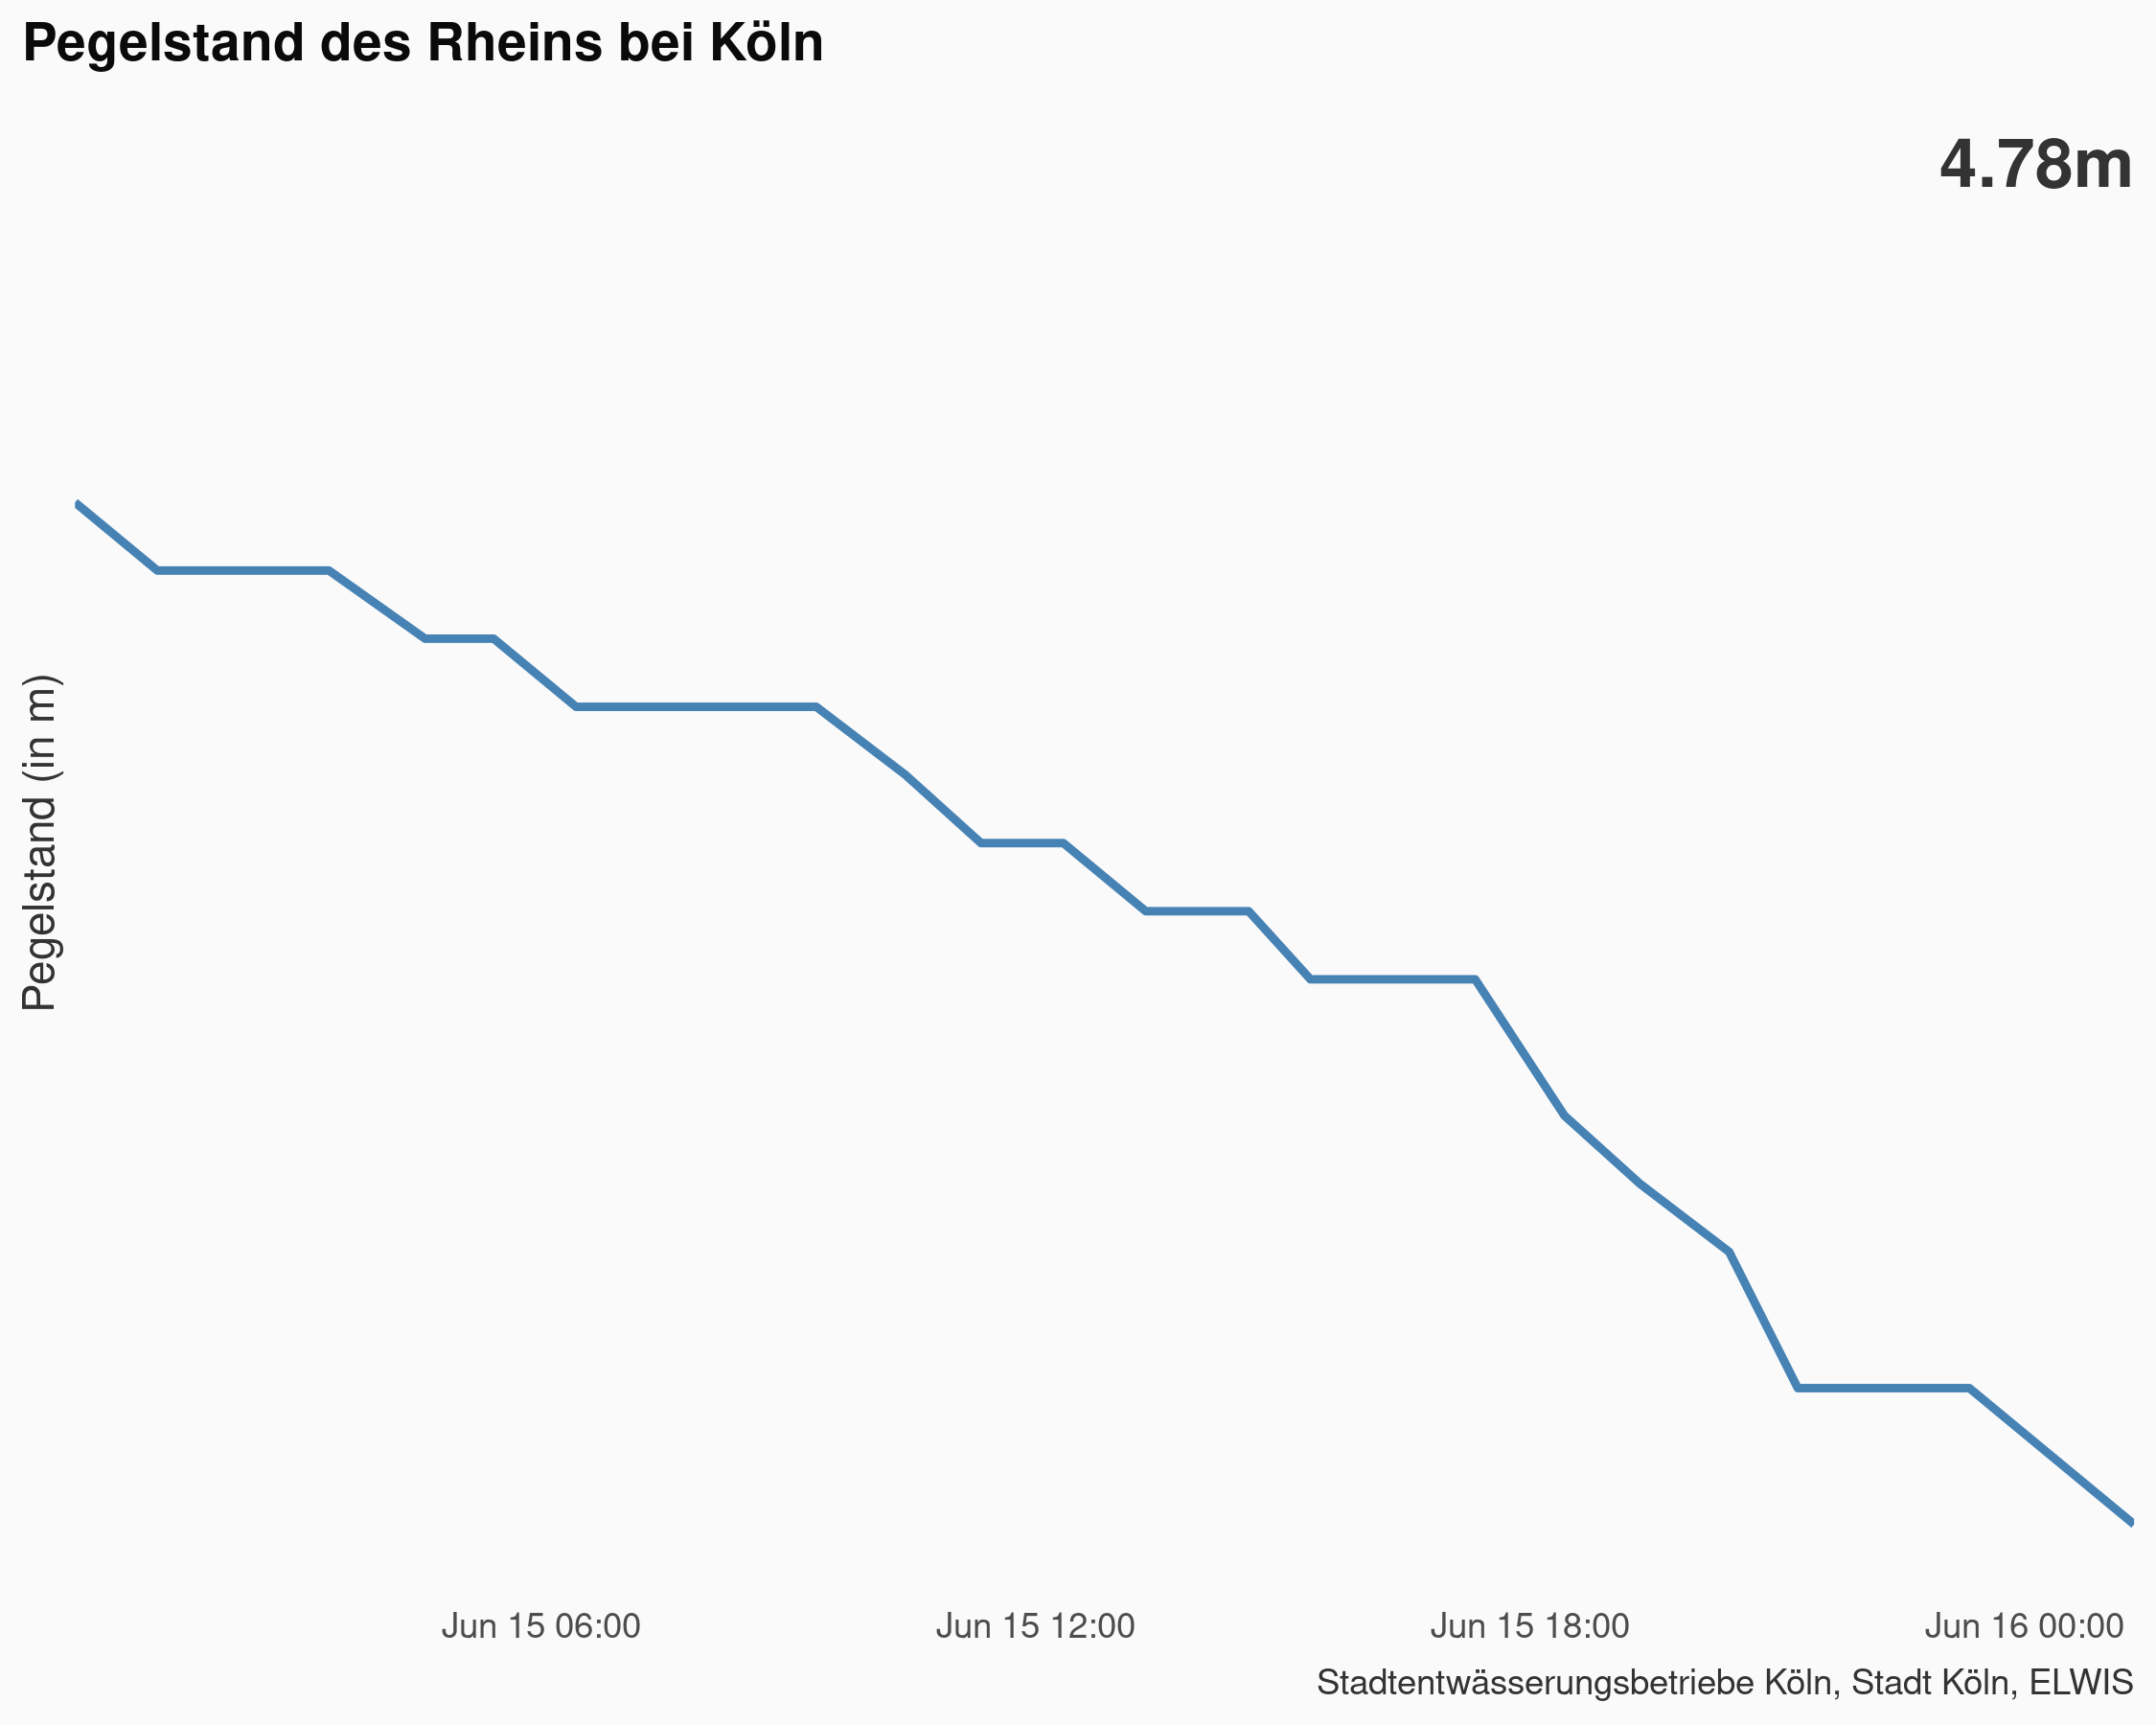 Pegelstand des Rheins bei Köln
4.78m
Pegelstand (in m)
Jun 15 06:00
Jun 15 12:00
Jun 15 18:00
Jun 16 00:00
Stadtentwässerungsbetriebe Köln, Stadt Köln, ELWIS